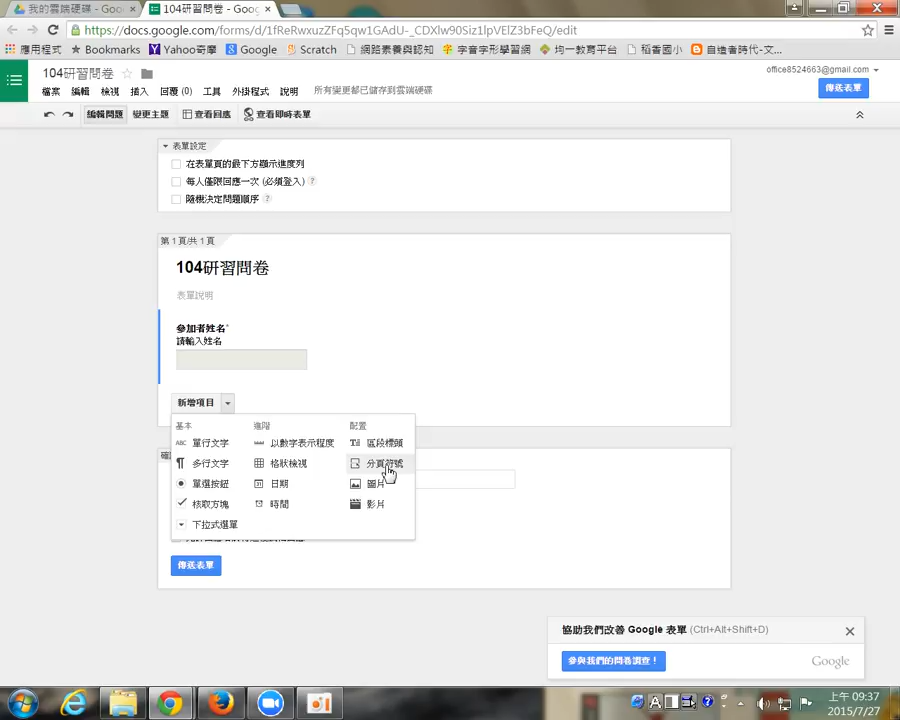 我的雲端硬碟 - Goo
104研習問卷 - Goog
https://docs.google.com/forms/d/1fReRwxuzZFq5qw1GAdU-_CDXlw90Siz1lpVElZ3bFeQ/edit
應用程式 Bookmarks Yahoo奇摩 Google Scratch 網路素養與認知 字音字形學習網 均一教育平台 稻香國小 自造者時代-文...
104研習問卷
office8524663@gmail.com
檔案 編輯 檢視 插入 回覆 (0) 工具 外掛程式 說明 所有變更都已儲存到雲端硬碟
傳送表單
編輯問題 變更主題 查看回應 查看即時表單
表單設定
在表單頁的最下方顯示進度列
每人僅限回應一次 (必須登入) ?
隨機決定問題順序 ?
第 1 頁/共 1 頁
104研習問卷
表單說明
參加者姓名*
請輸入姓名
新增項目
基本 進階 配置
ABC 單行文字 以數字表示程度 Tt 區段標頭
多行文字 格狀檢視 分頁符號
單選按鈕 31 日期 圖片
核取方塊 時間 影片
下拉式選單
傳送表單
協助我們改善 Google 表單 (Ctrl+Alt+Shift+D)
參與我們的問卷調查！ Google
上午 09:37
2015/7/27